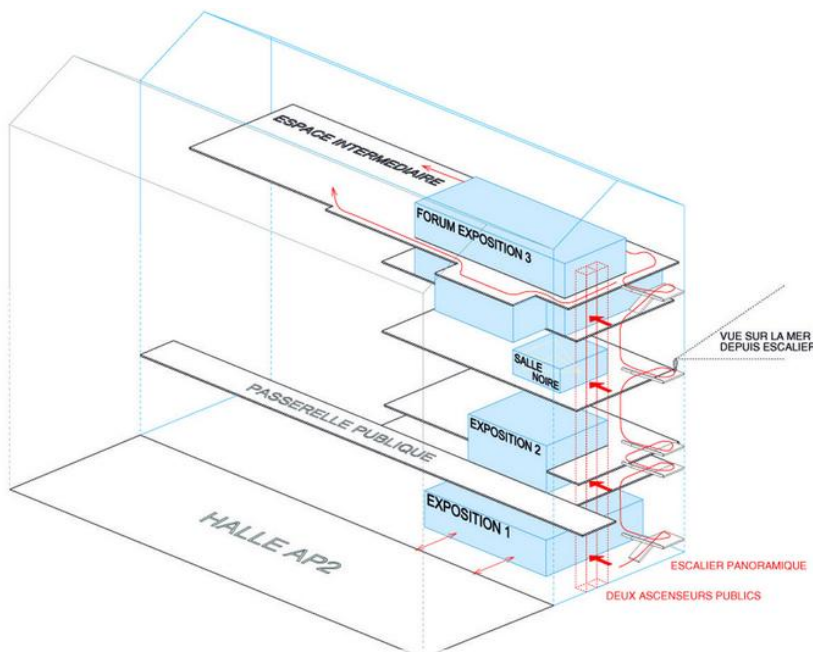 ESPACE INTERMEDIAIRE
FORUM EXPOSITION 3
VUE SUR LA MER
DEPUIS ESCALIER
SALLE
NOIRE
PASSERELLE PUBLIQUE
EXPOSITION 2
EXPOSITION 1
HALLE AP2
ESCALIER PANORAMIQUE
DEUX ASCENSEURS PUBLICS